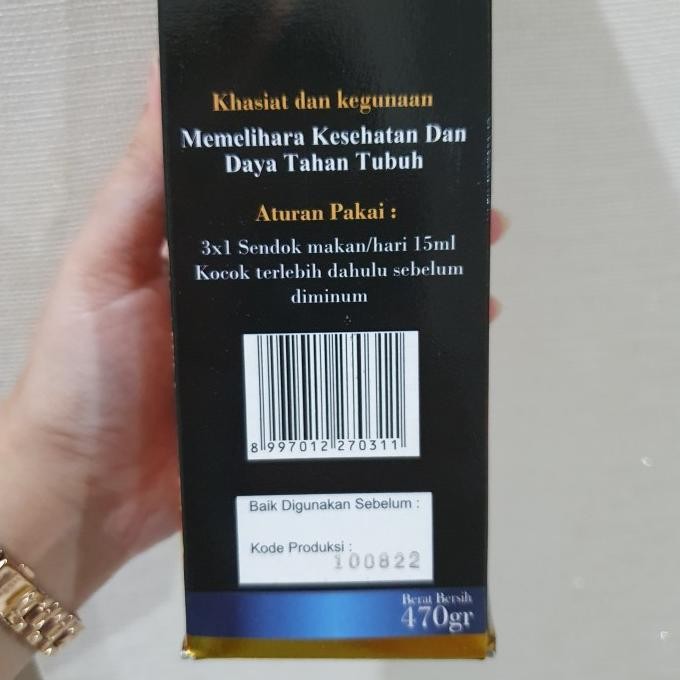 Khasiat dan kegunaan
Memelihara Kesehatan Dan
Daya Tahan Tubuh
Aturan Pakai :
3x1 Sendok makan/hari 15ml
Kocok terlebih dahulu sebelum
diminum
8 997012 270311
Baik Digunakan Sebelum :
Kode Produksi :
100822
Berat Bersih
470gr